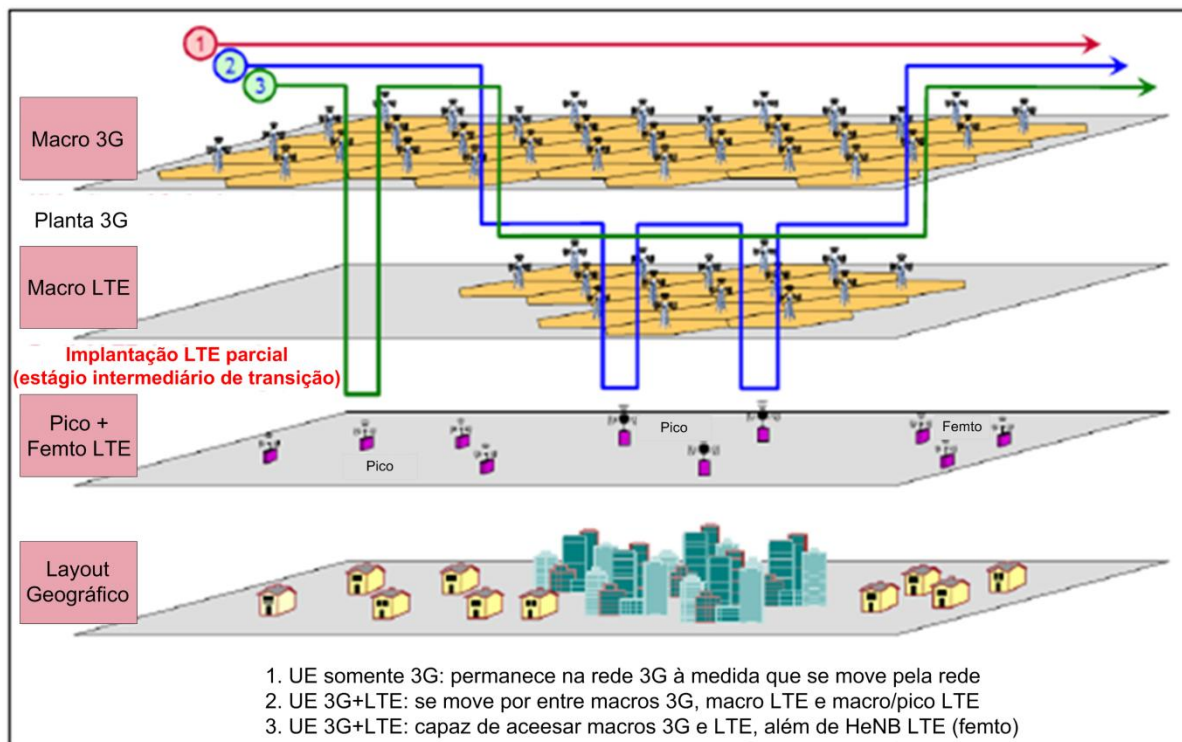 1
2
3
Macro 3G
Planta 3G
Macro LTE
Implantação LTE parcial
(estágio intermediário de transição)
Pico +
Femto LTE
Pico
Pico
Femto
Layout
Geográfico
1. UE somente 3G: permanece na rede 3G à medida que se move pela rede
2. UE 3G+LTE: se move por entre macros 3G, macro LTE e macro/pico LTE
3. UE 3G+LTE: capaz de aceesar macros 3G e LTE, além de HeNB LTE (femto)